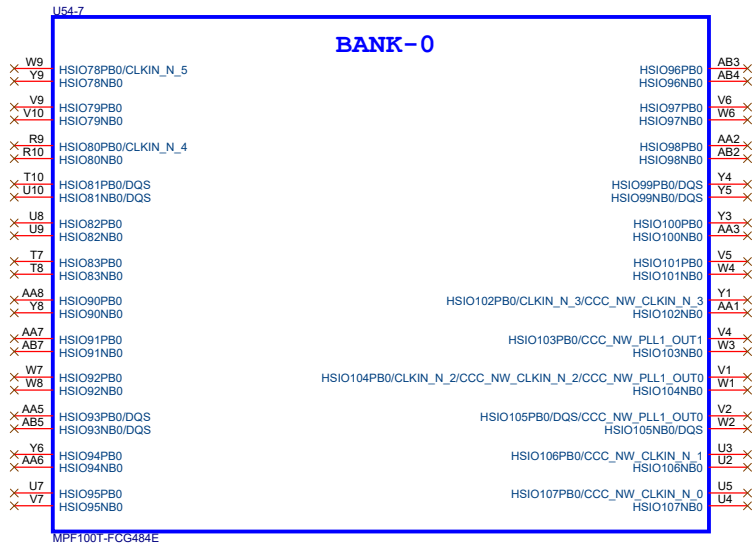 U54-7
BANK-0
W9 HSIO78PB0/CLKIN_N_5 HSIO96PB0 AB3
Y9 HSIO78NB0 HSIO96NB0 AB4
V9 HSIO79PB0 HSIO97PB0 V6
V10 HSIO79NB0 HSIO97NB0 W6
R9 HSIO80PB0/CLKIN_N_4 HSIO98PB0 AA2
R10 HSIO80NB0 HSIO98NB0 AB2
T10 HSIO81PB0/DQS HSIO99PB0/DQS Y4
U10 HSIO81NB0/DQS HSIO99NB0/DQS Y5
U8 HSIO82PB0 HSIO100PB0 Y3
U9 HSIO82NB0 HSIO100NB0 AA3
T7 HSIO83PB0 HSIO101PB0 V5
T8 HSIO83NB0 HSIO101NB0 W4
AA8 HSIO90PB0 HSIO102PB0/CLKIN_N_3/CCC_NW_CLKIN_N_3 Y1
Y8 HSIO90NB0 HSIO102NB0 AA1
AA7 HSIO91PB0 HSIO103PB0/CCC_NW_PLL1_OUT1 V4
AB7 HSIO91NB0 HSIO103NB0 W3
W7 HSIO92PB0 HSIO104PB0/CLKIN_N_2/CCC_NW_CLKIN_N_2/CCC_NW_PLL1_OUT0 V1
W8 HSIO92NB0 HSIO104NB0 W1
AA5 HSIO93PB0/DQS HSIO105PB0/DQS/CCC_NW_PLL1_OUT0 V2
AB5 HSIO93NB0/DQS HSIO105NB0/DQS W2
Y6 HSIO94PB0 HSIO106PB0/CCC_NW_CLKIN_N_1 U3
AA6 HSIO94NB0 HSIO106NB0 U2
U7 HSIO95PB0 HSIO107PB0/CCC_NW_CLKIN_N_0 U5
V7 HSIO95NB0 HSIO107NB0 U4
MPF100T-FCG484E